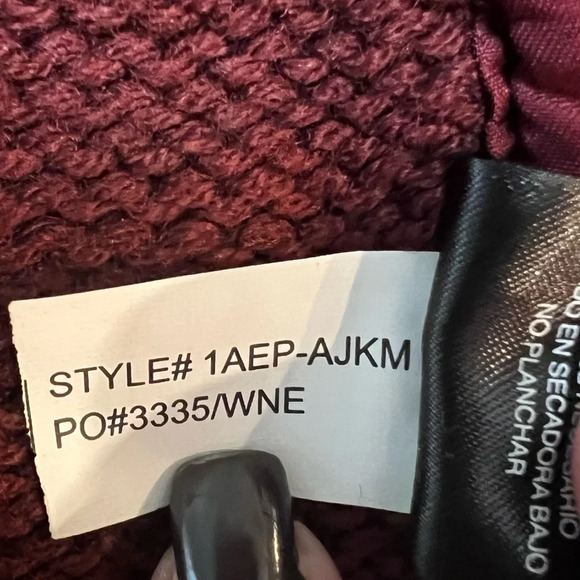 STYLE# 1AEP-AJKM
PO#3335/WNE
EN SECADORA BAJO
NO PLANCHAR